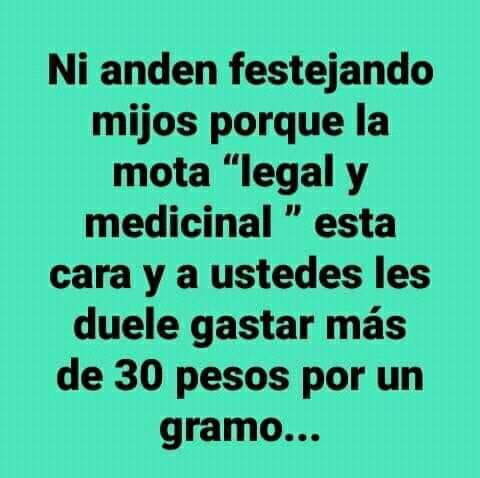 Ni anden festejando
mijos porque la
mota “legal y
medicinal ” esta
cara y a ustedes les
duele gastar más
de 30 pesos por un
gramo...